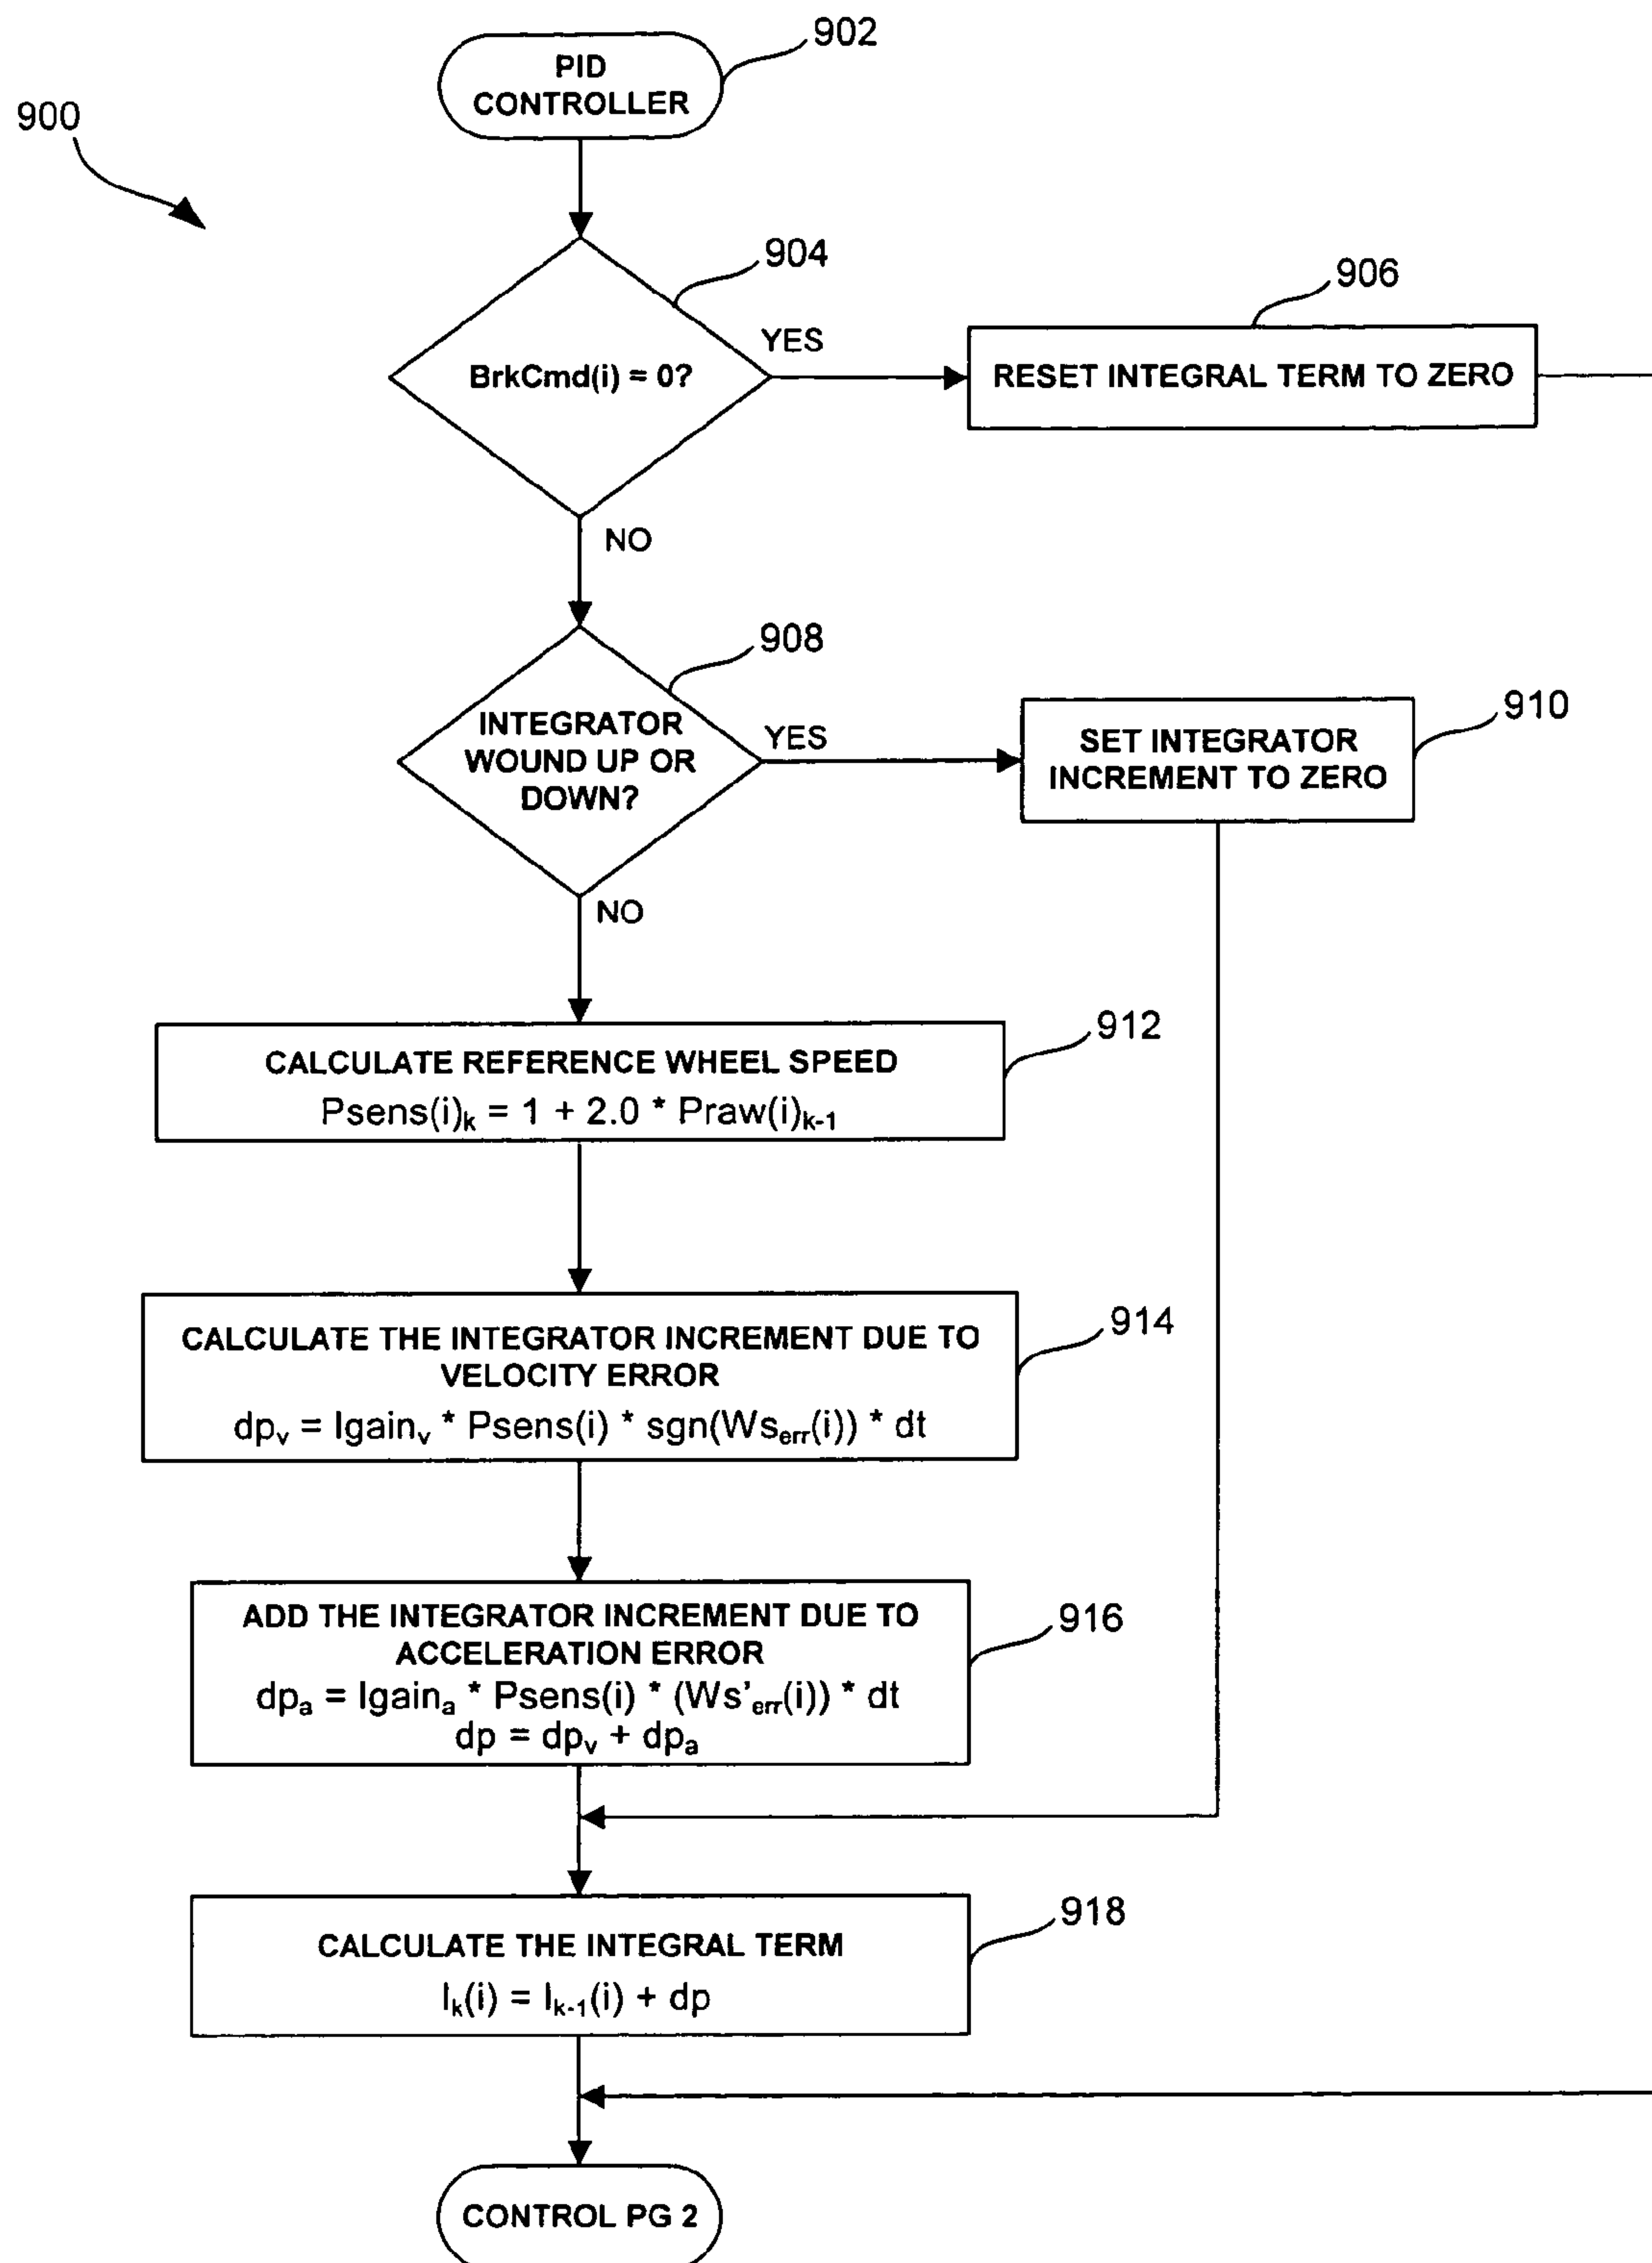 902
PID
CONTROLLER
900
904
906
BrkCmd(i) = 0?
YES
RESET INTEGRAL TERM TO ZERO
NO
908
910
INTEGRATOR
WOUND UP OR
DOWN?
YES
SET INTEGRATOR
INCREMENT TO ZERO
NO
912
CALCULATE REFERENCE WHEEL SPEED
Psens(i)k = 1 + 2.0 * Praw(i)k-1
914
CALCULATE THE INTEGRATOR INCREMENT DUE TO
VELOCITY ERROR
dpv = Igainv * Psens(i) * sgn(Wserr(i)) * dt
916
ADD THE INTEGRATOR INCREMENT DUE TO
ACCELERATION ERROR
dpa = Igaina * Psens(i) * (Ws'err(i)) * dt
dp = dpv + dpa
918
CALCULATE THE INTEGRAL TERM
Ik(i) = Ik-1(i) + dp
CONTROL PG 2